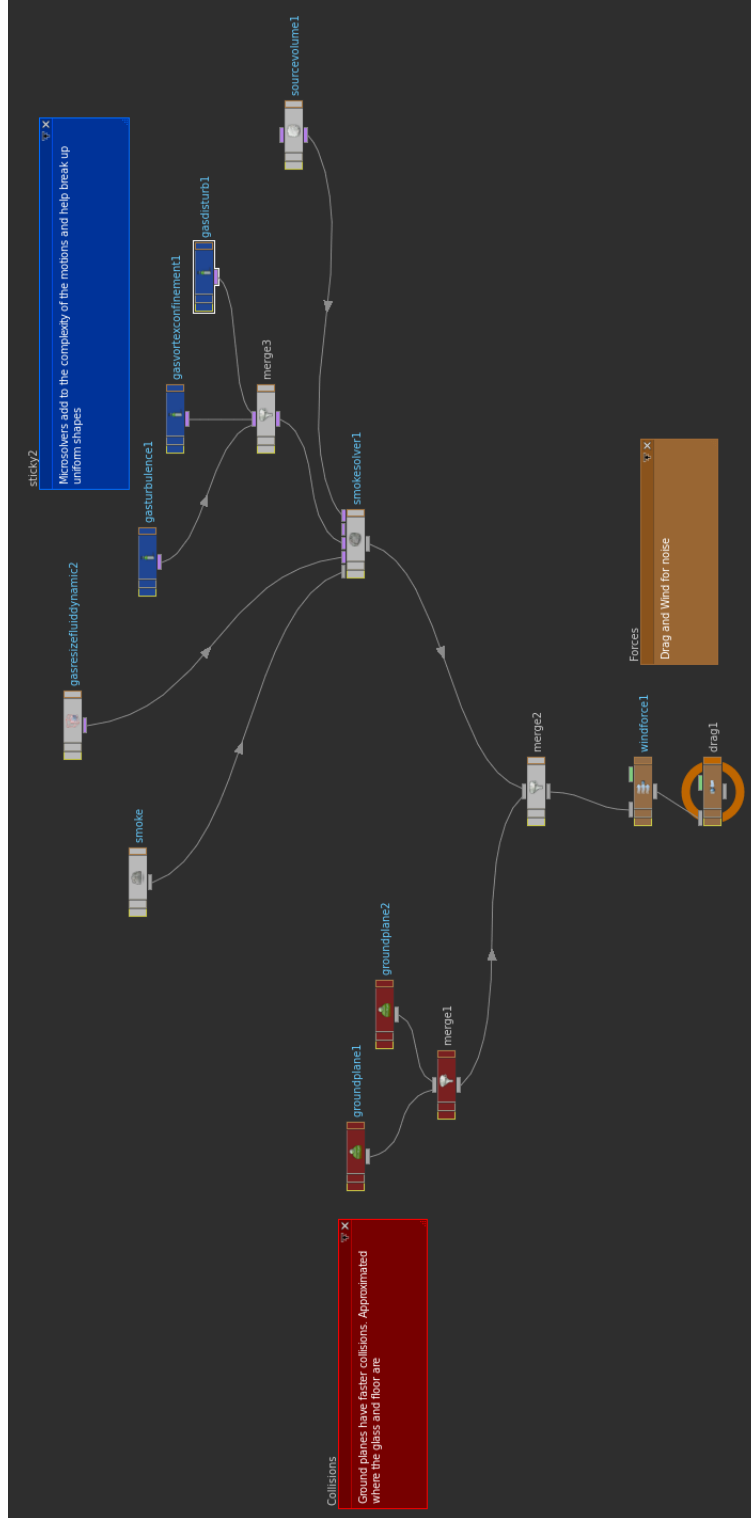 Collisions
Ground planes have faster collisions. Approximated
where the glass and floor are
groundplane1
groundplane2
merge1
smoke
gasresizefluiddynamic2
gasturbulence1
gasvortexconfinement1
gasdisturb1
merge3
sticky2
Microsolvers add to the complexity of the motions and help break up
uniform shapes
sourcevolume1
smokesolver1
merge2
windforce1
drag1
Forces
Drag and Wind for noise